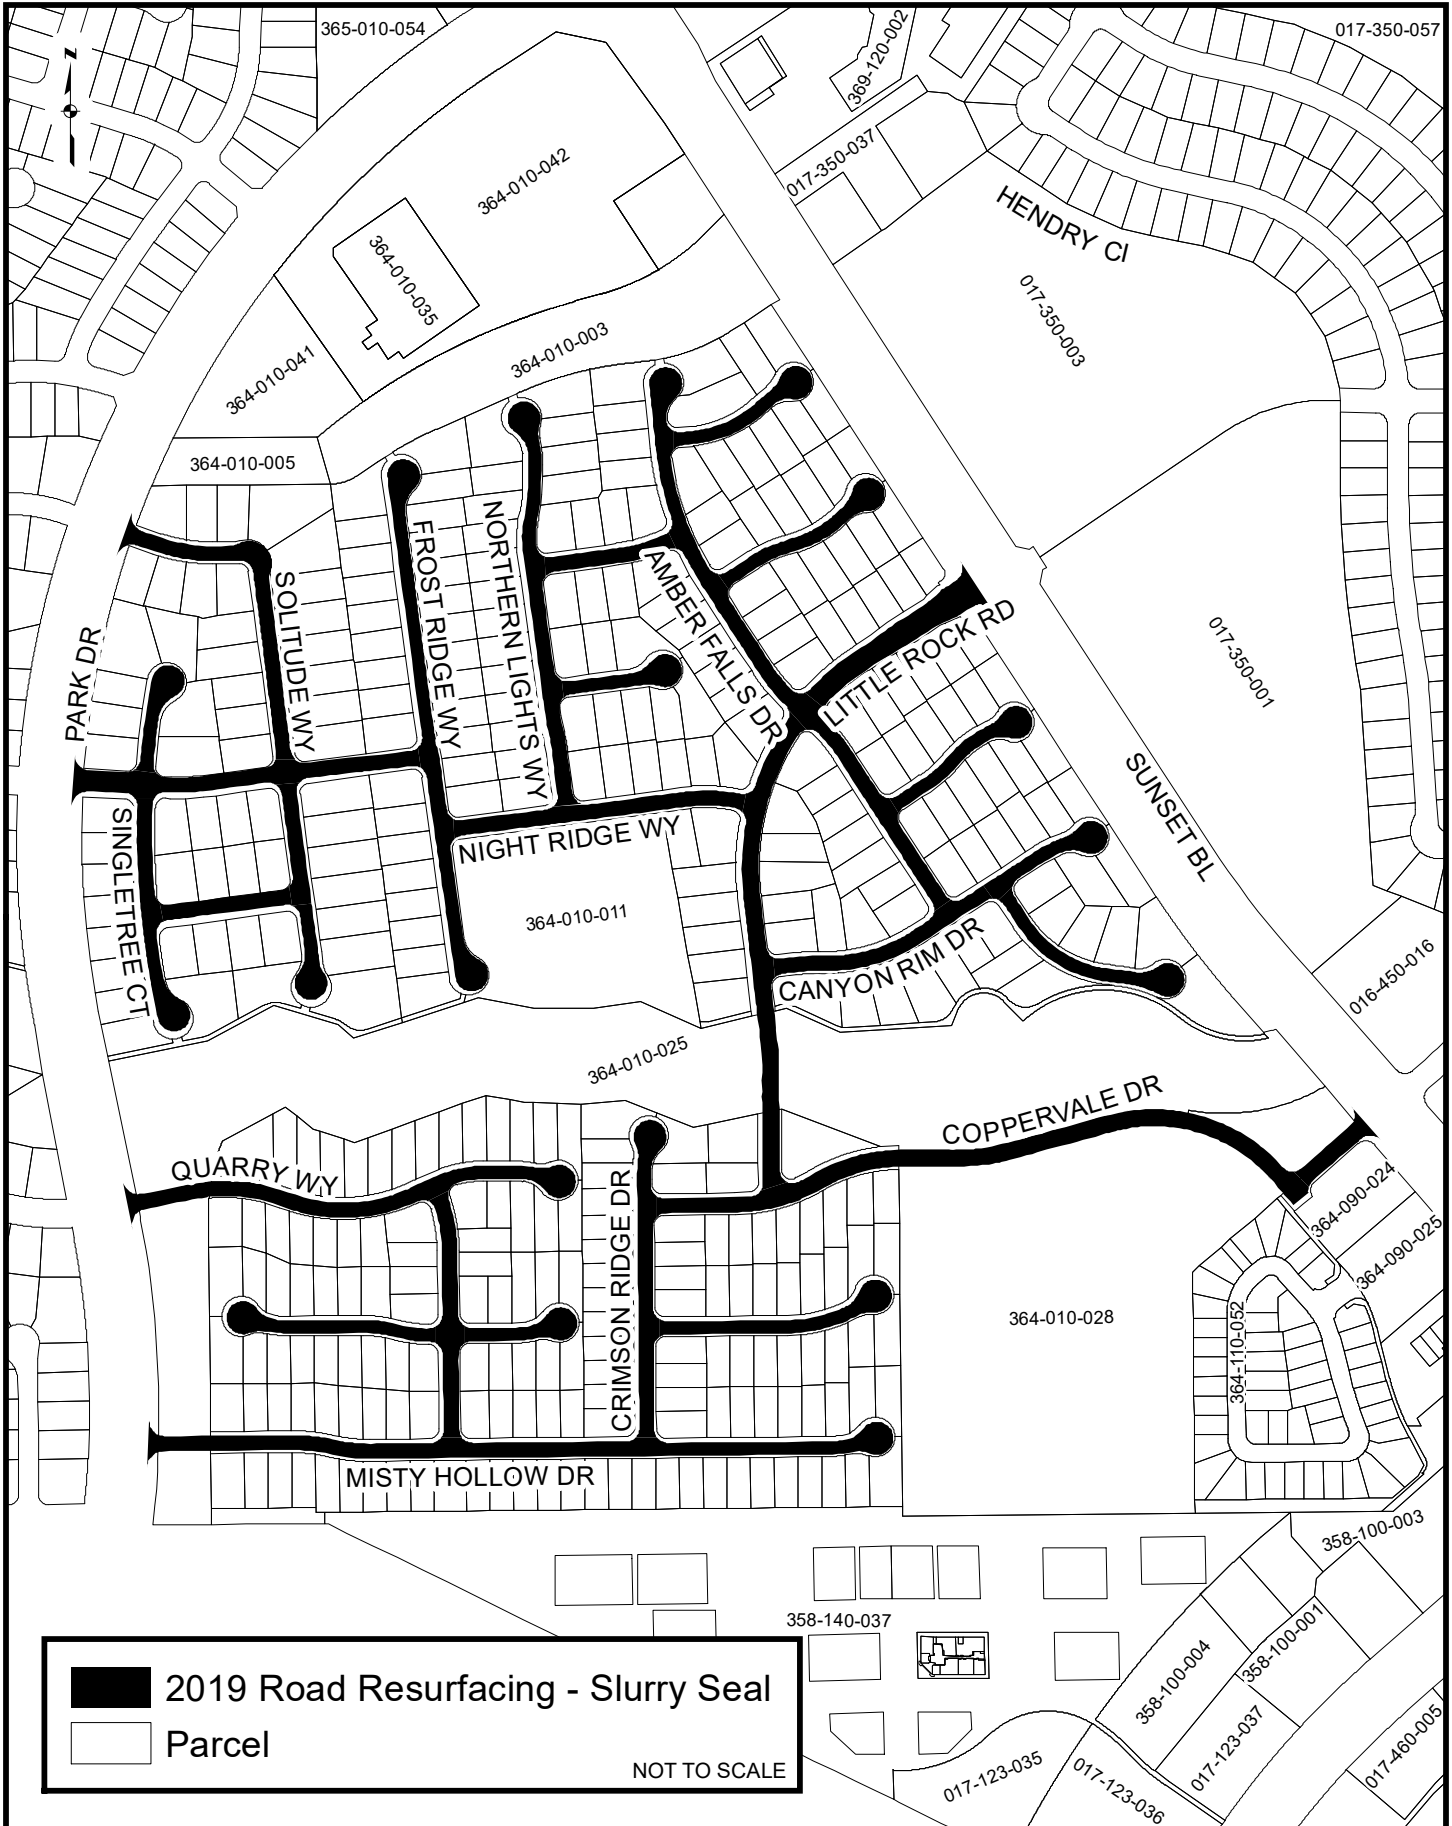 365-010-054
369-120-002
017-350-057
N
017-350-037
364-010-042
HENDRY CI
364-010-035
017-350-003
364-010-003
364-010-041
364-010-005
FROST RIDGE WY
NORTHERN LIGHTS WY
AMBER FALLS DR
SOLITUDE WY
LITTLE ROCK RD
017-350-001
PARK DR
SUNSET BL
SINGLETREE CT
NIGHT RIDGE WY
364-010-011
CANYON RIM DR
016-450-016
364-010-025
COPPERVALE DR
QUARRY WY
364-090-024
364-090-025
CRIMSON RIDGE DR
364-010-028
364-110-052
MISTY HOLLOW DR
358-100-003
358-140-037
358-100-001
358-100-004
2019 Road Resurfacing - Slurry Seal
Parcel
NOT TO SCALE
017-123-037
017-460-005
017-123-035
017-123-036